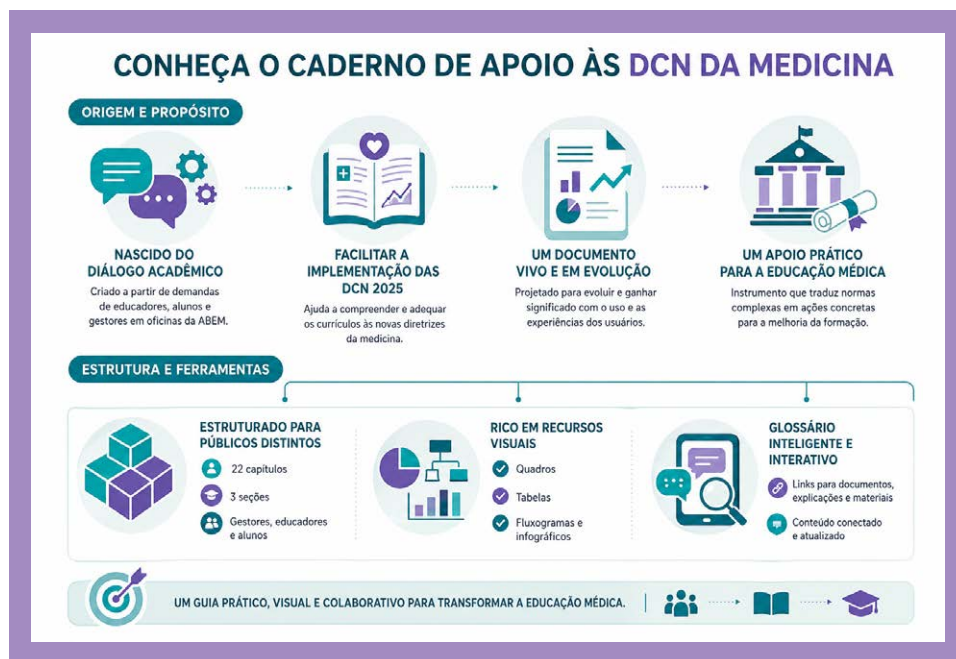 CONHEÇA O CADERNO DE APOIO ÀS DCN DA MEDICINA
ORIGEM E PROPÓSITO
NASCIDO DO
DIÁLOGO ACADÊMICO
Criado a partir de demandas
de educadores, alunos e
gestores em oficinas da ABEM.
FACILITAR A
IMPLEMENTAÇÃO DAS
DCN 2025
Ajuda a compreender e adequar
os currículos às novas diretrizes
da medicina.
UM DOCUMENTO
VIVO E EM EVOLUÇÃO
Projetado para evoluir e ganhar
significado com o uso e as
experiências dos usuários.
UM APOIO PRÁTICO
PARA A EDUCAÇÃO MÉDICA
Instrumento que traduz normas
complexas em ações concretas
para a melhoria da formação.
ESTRUTURA E FERRAMENTAS
ESTRUTURADO PARA
PÚBLICOS DISTINTOS
22 capítulos
3 seções
Gestores, educadores
e alunos
RICO EM RECURSOS
VISUAIS
Quadros
Tabelas
Fluxogramas e
infográficos
GLOSSÁRIO
INTELIGENTE E
INTERATIVO
Links para documentos,
explicações e materiais
Conteúdo conectado
e atualizado
UM GUIA PRÁTICO, VISUAL E COLABORATIVO PARA TRANSFORMAR A EDUCAÇÃO MÉDICA.